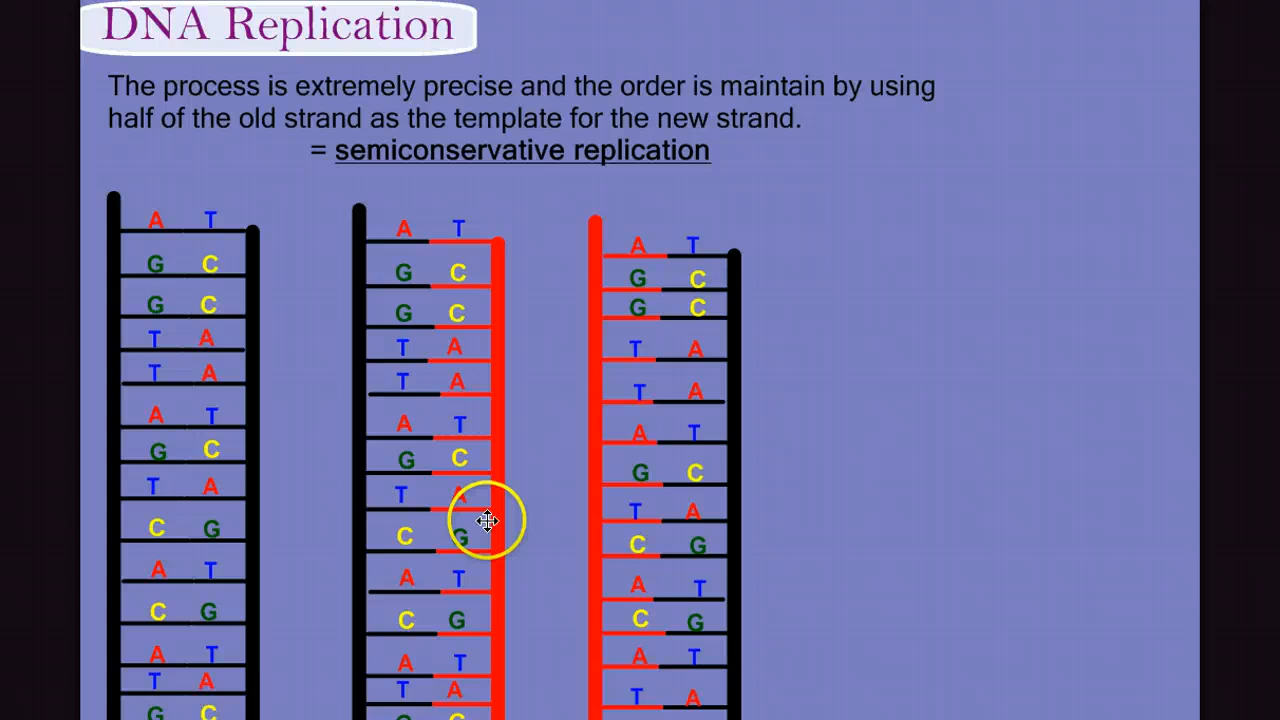 DNA Replication
The process is extremely precise and the order is maintain by using
half of the old strand as the template for the new strand.
= semiconservative replication
A T
G C
G C
T A
T A
A T
G C
T A
C G
A T
C G
A T
T A
G C
A T
G C
G C
T A
T A
A T
G C
T A
C G
A T
C G
A T
T A
A T
G C
G C
T A
T A
A T
G C
T A
C G
A T
C G
A T
T A